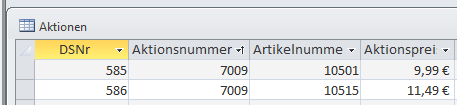 Aktionen
DSNr Aktionsnummer Artikelnumme Aktionsprei
585 7009 10501 9,99 €
586 7009 10515 11,49 €